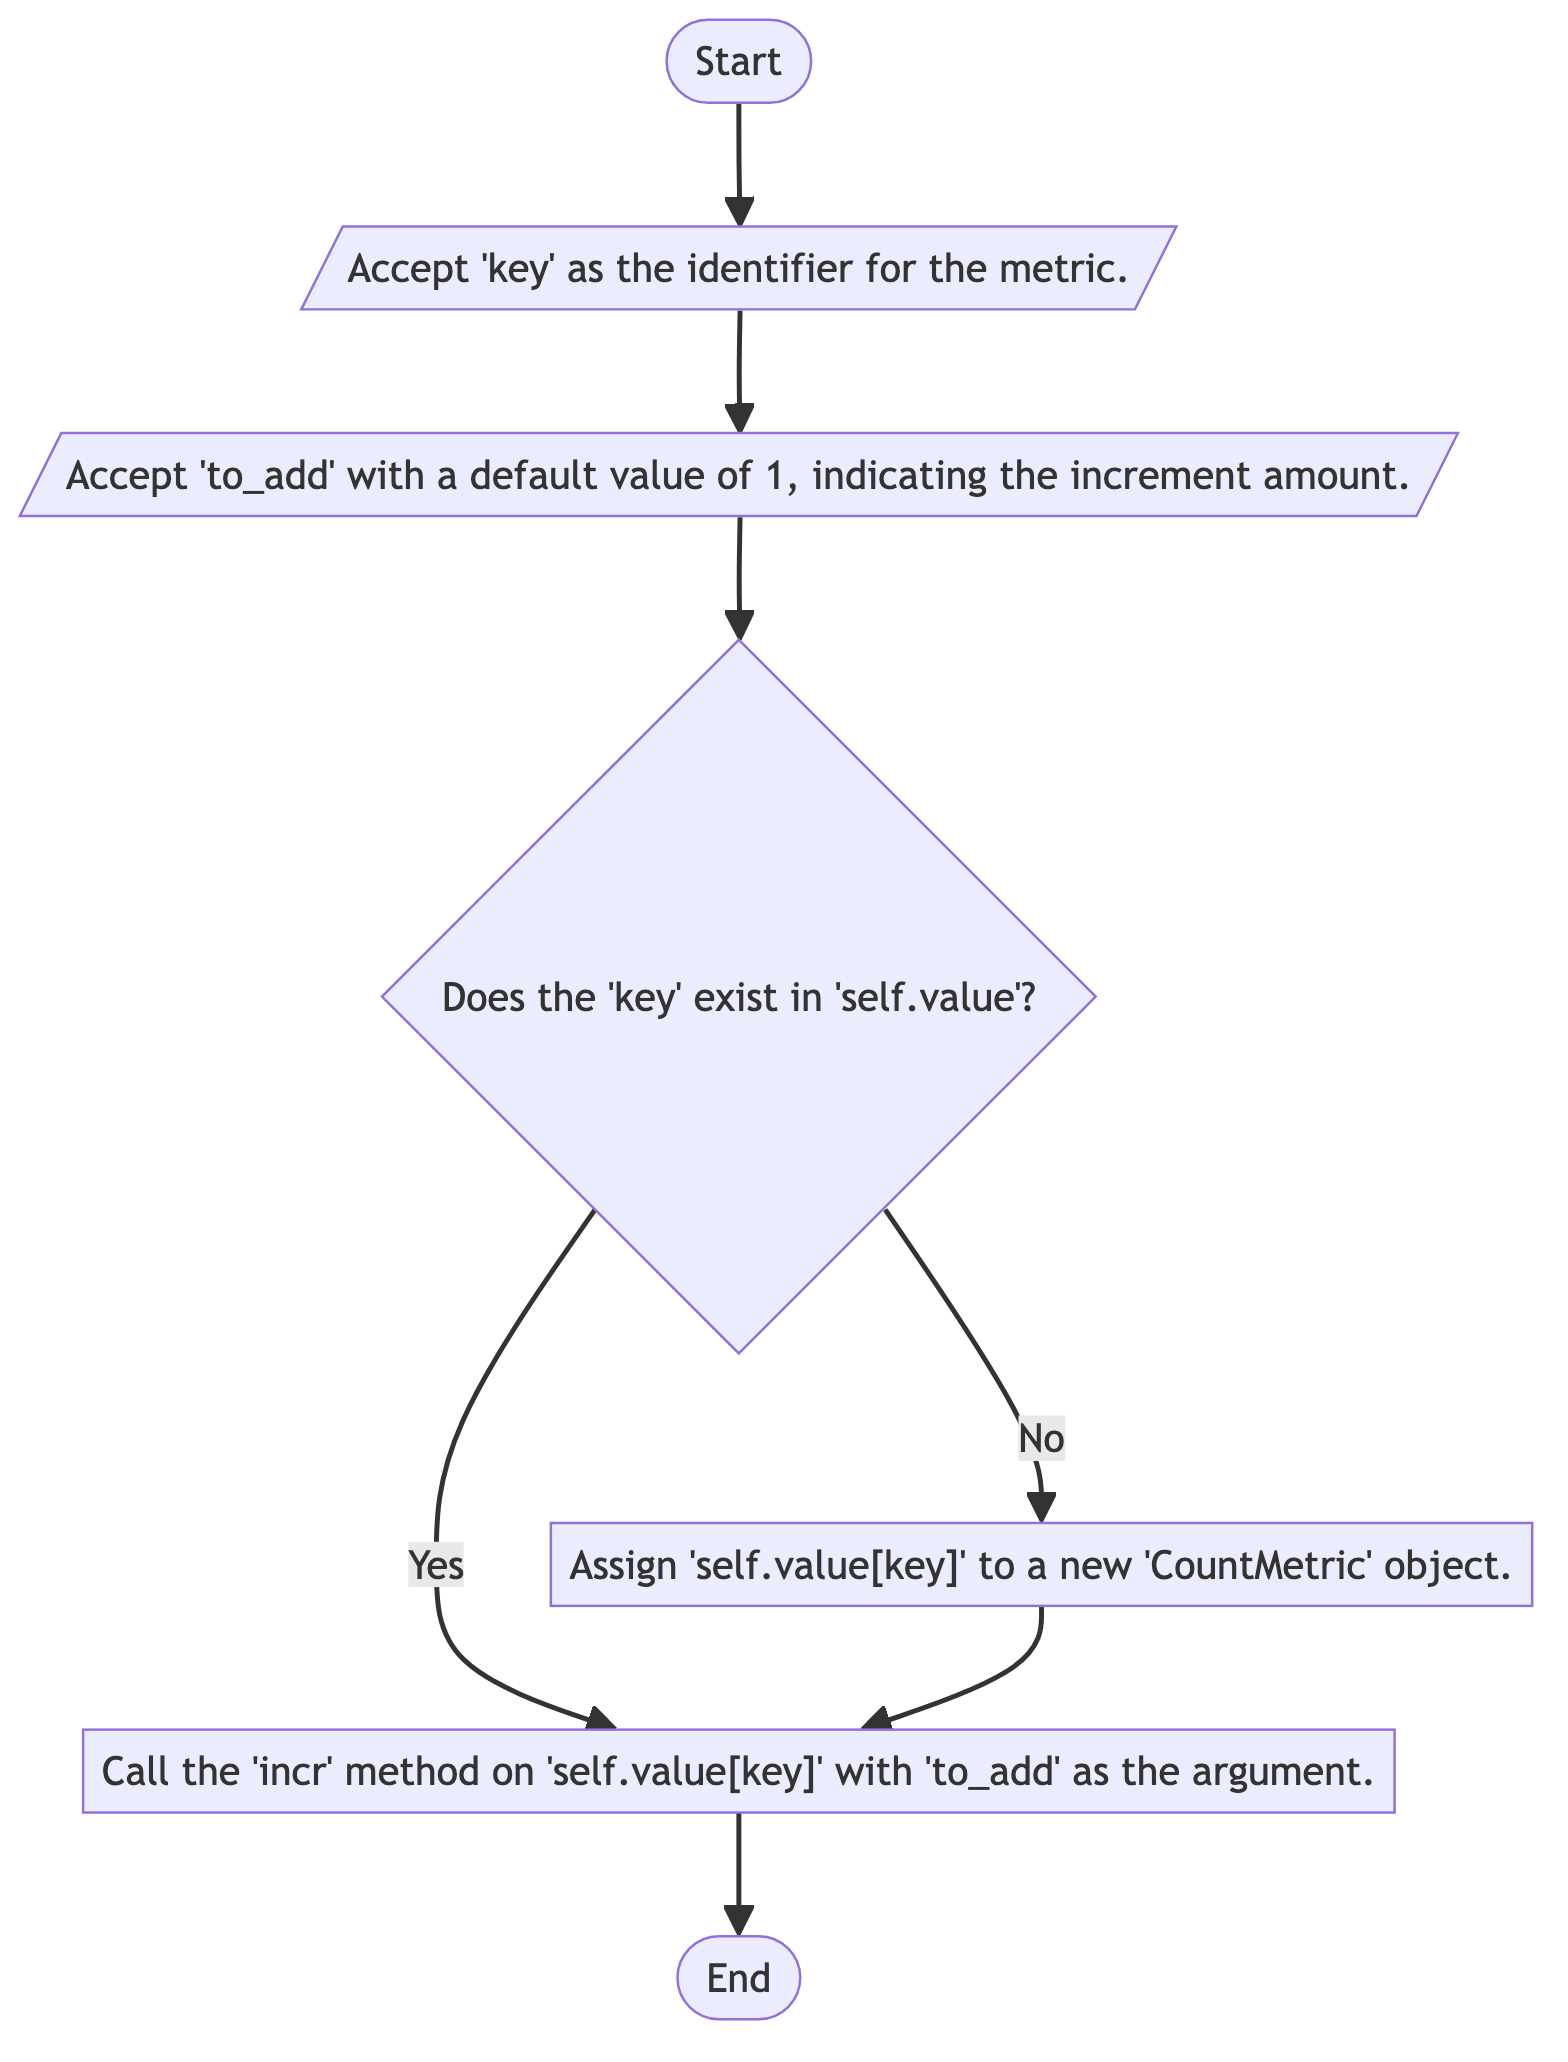 Start
Accept 'key' as the identifier for the metric.
Accept 'to_add' with a default value of 1, indicating the increment amount.
Does the 'key' exist in 'self.value'?
No
Yes
Assign 'self.value[key]' to a new 'CountMetric' object.
Call the 'incr' method on 'self.value[key]' with 'to_add' as the argument.
End